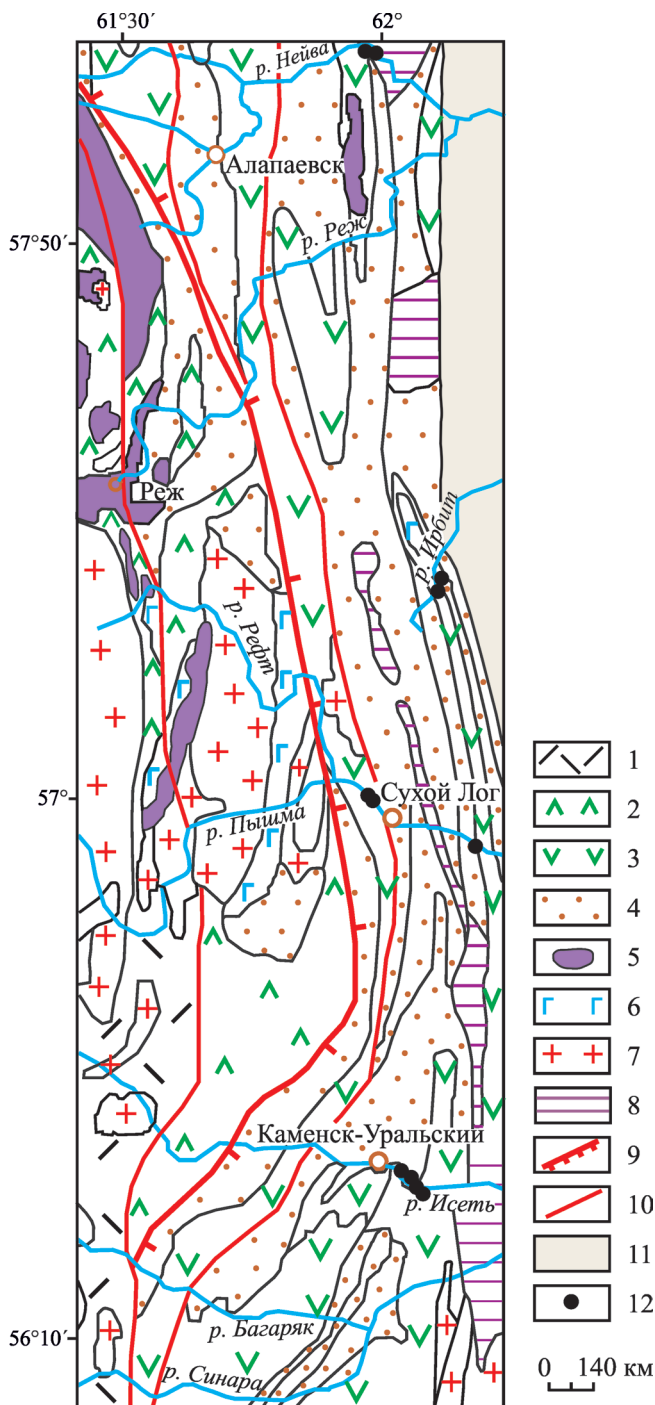 61°30′ 62°
р. Нейва
Алапаевск
р. Реж
57°50′
Реж
р. Ирбит
р. Рефт
57°
Сухой Лог
р. Пышма
Каменск-Уральский
р. Исеть
р. Багаряк
56°10′
р. Синара
1
2
3
4
5
6
7
8
9
10
11
12
0 140 км